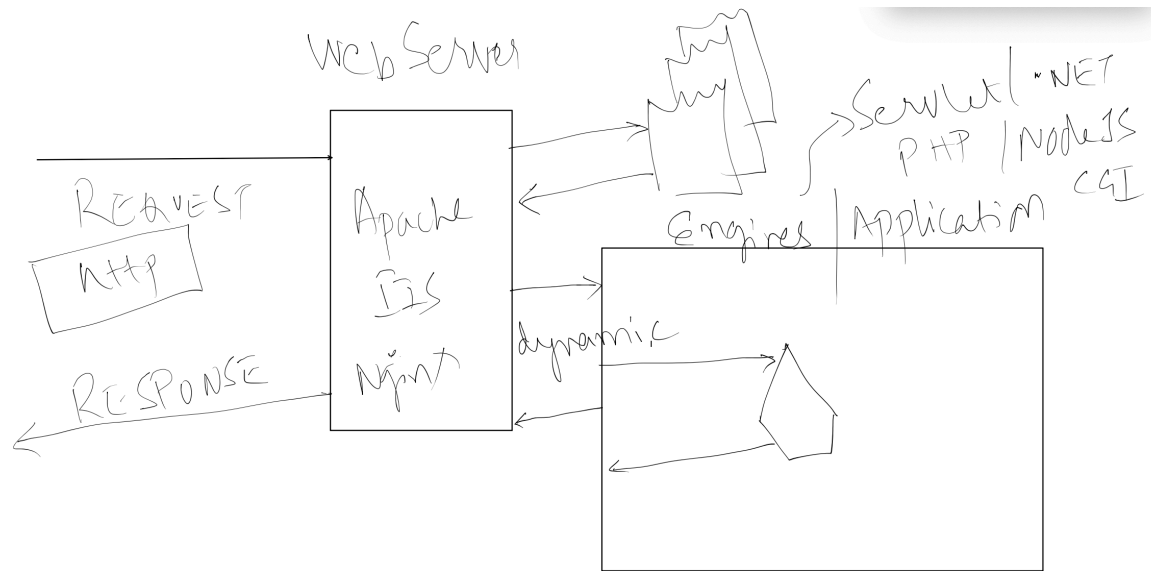 Web Server
Servlet / .NET
PHP / NodeJS
CGI
REQUEST
http
Apache
IIS
Engines / Application
dynamic
RESPONSE